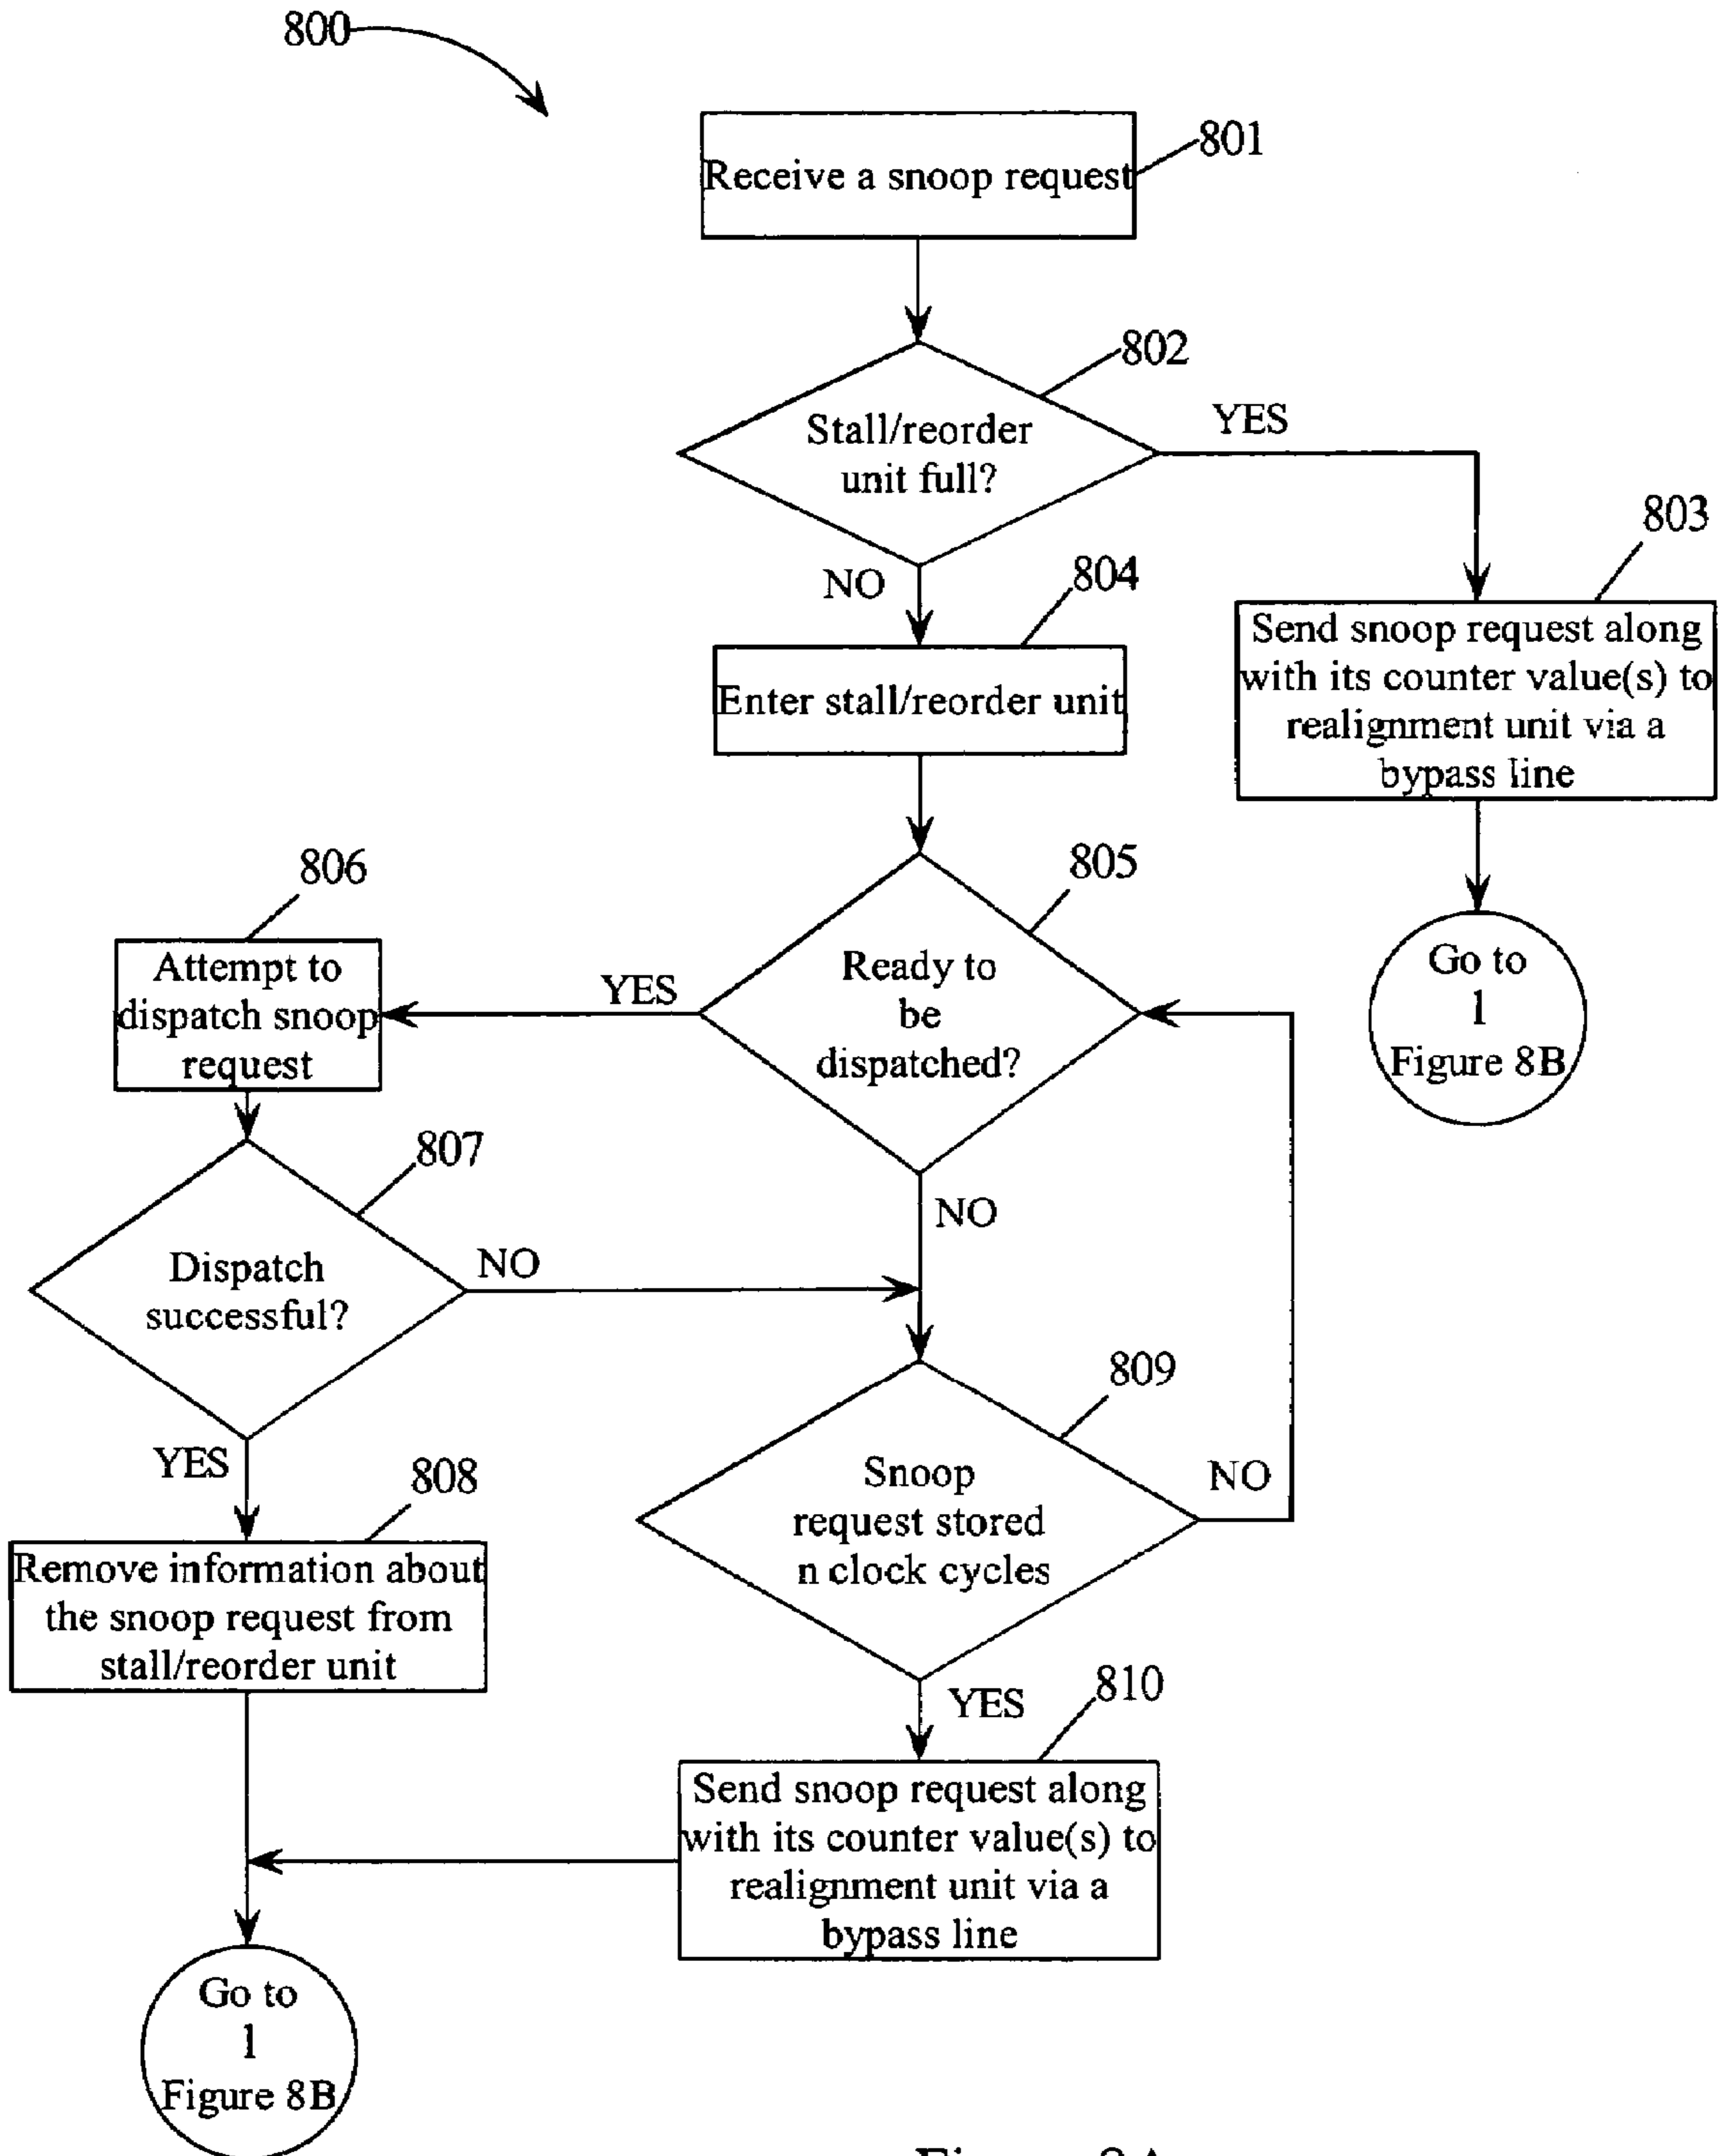 800
801
Receive a snoop request
802
Stall/reorder
unit full?
YES
803
NO
804
Send snoop request along
with its counter value(s) to
realignment unit via a
bypass line
Enter stall/reorder unit
806
805
Attempt to
dispatch snoop
request
YES
Ready to
be
dispatched?
Go to
1
Figure 8B
807
NO
Dispatch
successful?
NO
809
YES
808
Snoop
request stored
n clock cycles
NO
Remove information about
the snoop request from
stall/reorder unit
YES
810
Send snoop request along
with its counter value(s) to
realignment unit via a
bypass line
Go to
1
Figure 8B